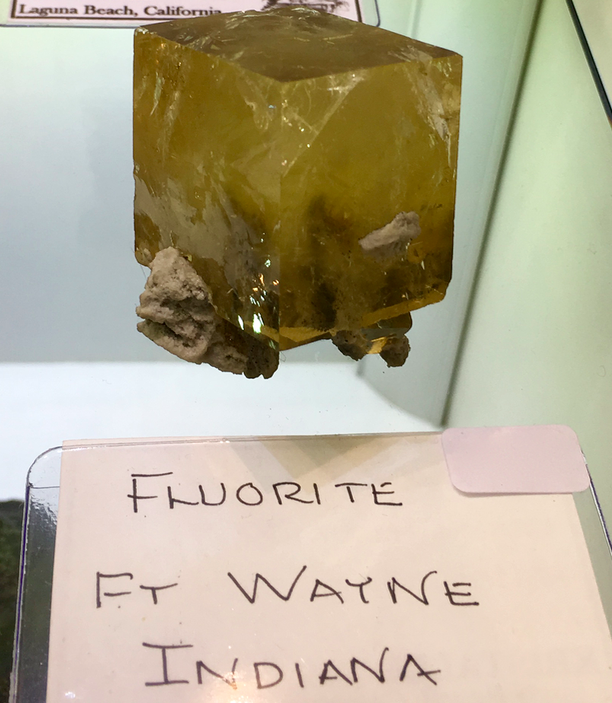 Laguna Beach, California
FLUORITE
FT WAYNE
INDIANA